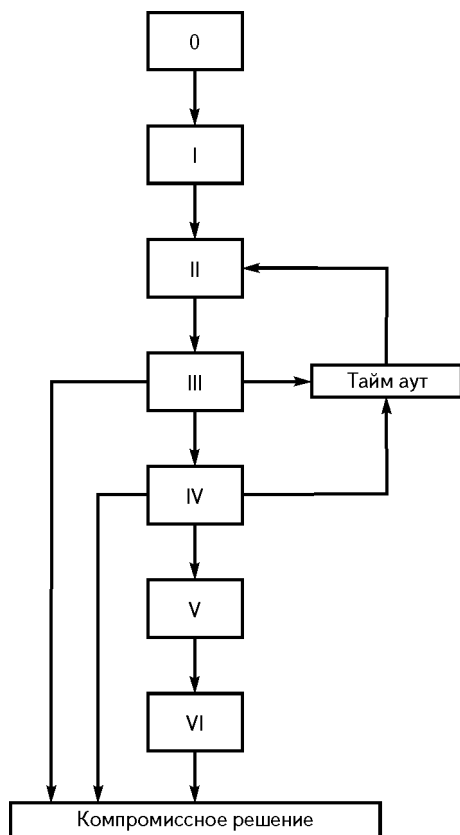 0
I
II
III
Тайм аут
IV
V
VI
Компромиссное решение